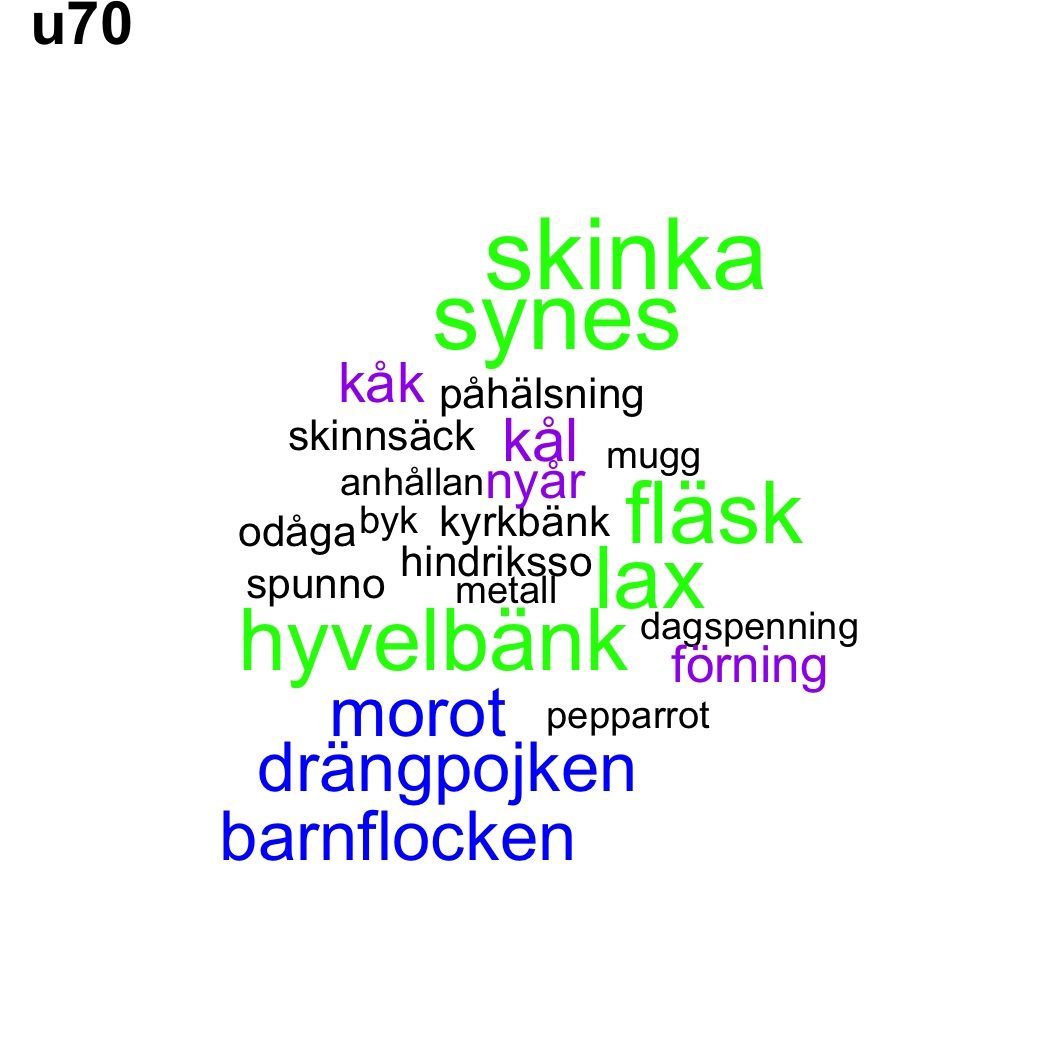 u70
skinka
synes
kåk påhälsning
skinnsäck kål mugg
anhållan nyår fläsk
odåga byk kyrkbänk
hindriksso lax
spunno metall
hyvelbänk dagspenning
förning
morot pepparrot
drängpojken
barnflocken